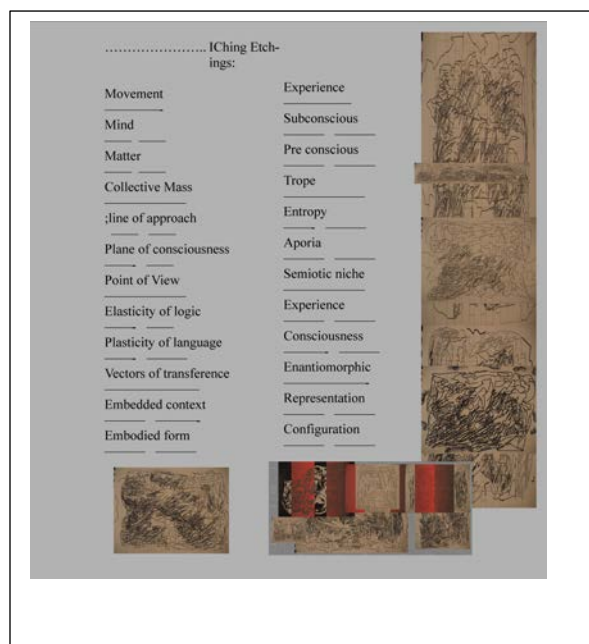 …………………….. IChing Etch-
ings:
Movement
Mind
Matter
Collective Mass
;line of approach
Plane of consciousness
Point of View
Elasticity of logic
Plasticity of language
Vectors of transference
Embedded context
Embodied form
Experience
Subconscious
Pre conscious
Trope
Entropy
Aporia
Semiotic niche
Experience
Consciousness
Enantiomorphic
Representation
Configuration